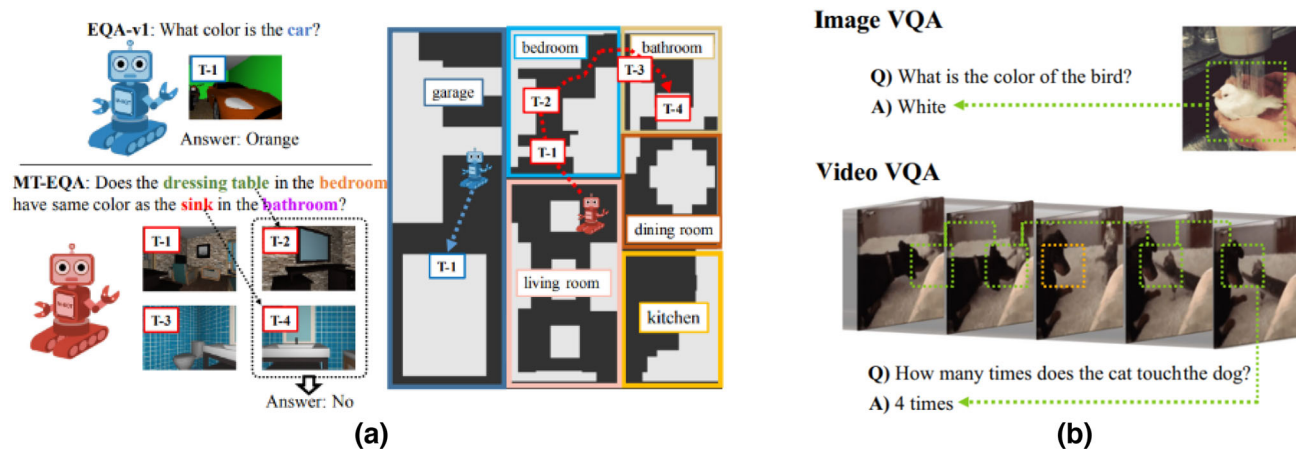 EQA-v1: What color is the car?
T-1
Answer: Orange
MT-EQA: Does the dressing table in the bedroom
have same color as the sink in the bathroom?
T-1
T-2
T-3
T-4
Answer: No
garage
T-1
bedroom
T-2
T-1
bathroom
T-3
T-4
dining room
living room
kitchen
(a)
Image VQA
Q) What is the color of the bird?
A) White
Video VQA
Q) How many times does the cat touch the dog?
A) 4 times
(b)